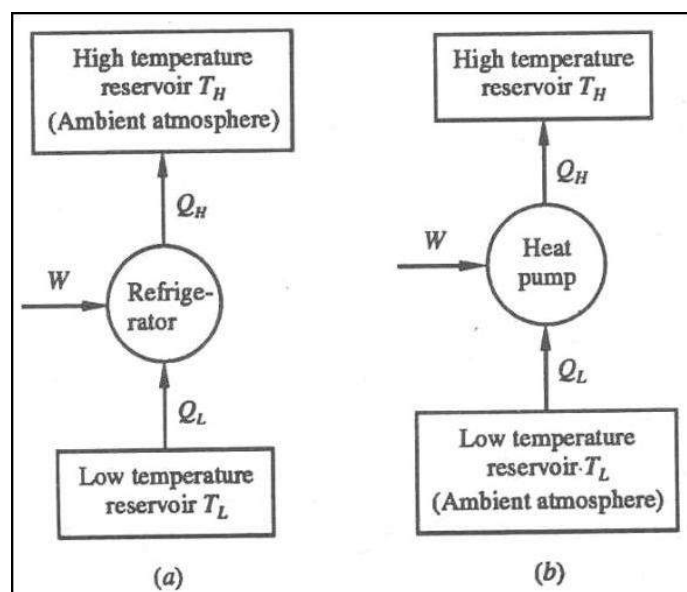 High temperature
reservoir T_H
(Ambient atmosphere)
Q_H
W
Refrige-
rator
Q_L
Low temperature
reservoir T_L
(a)
High temperature
reservoir T_H
Q_H
W
Heat
pump
Q_L
Low temperature
reservoir T_L
(Ambient atmosphere)
(b)